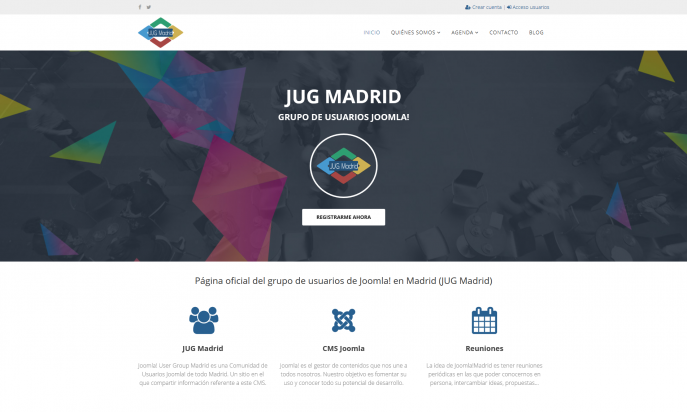 Crear cuenta | Acceso usuarios
JUG Madrid
INICIO QUIÉNES SOMOS AGENDA CONTACTO BLOG
JUG MADRID
GRUPO DE USUARIOS JOOMLA!
JUG Madrid
REGISTRARME AHORA
Página oficial del grupo de usuarios de Joomla! en Madrid (JUG Madrid)
JUG Madrid
Joomla! User Group Madrid es una Comunidad de
Usuarios Joomla! de todo Madrid. Un sitio en el
que compartir información referente a este CMS.
CMS Joomla
Joomla! es el gestor de contenidos que nos une a
todos nosotros. Nuestro objetivo es fomentar su
uso y conocer todo su potencial de desarrollo.
Reuniones
La idea de Joomla!Madrid es tener reuniones
periódicas en las que poder conocernos en
persona, intercambiar ideas, propuestas...